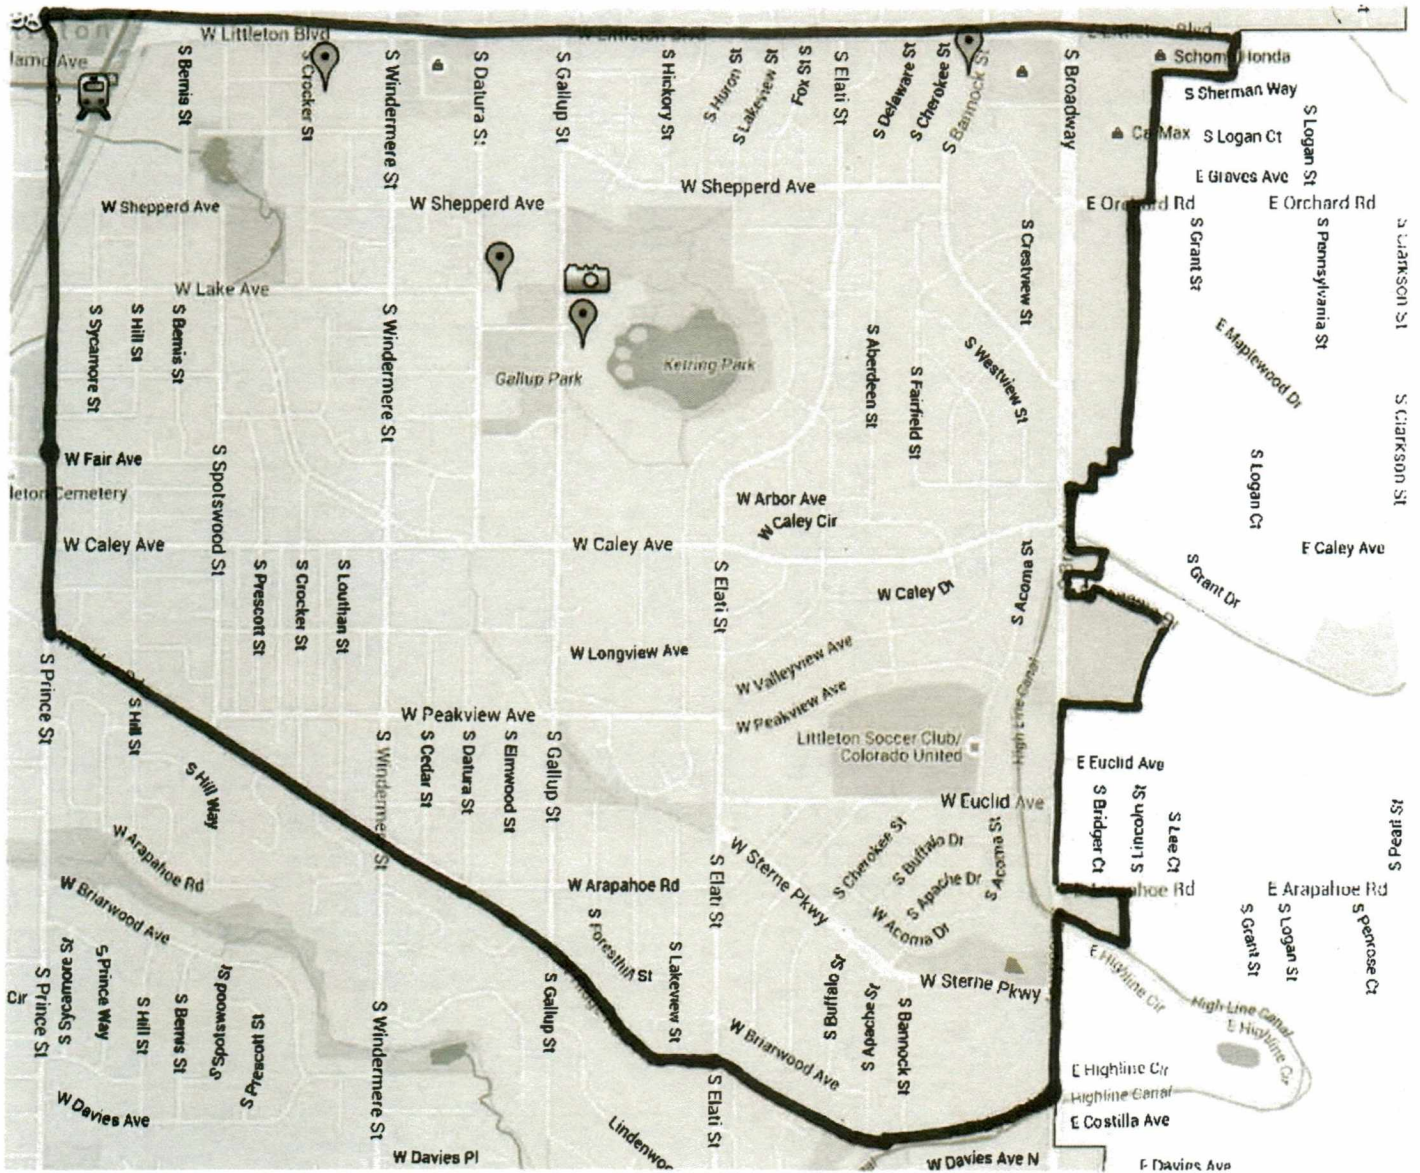 W Littleton Blvd
E Littleton Blvd
S Bemis St
S Crocker St
S Windermere St
S Datura St
S Gallup St
S Hickory St
S Huron St
S Lakeview St
Fox St
S Elati St
S Delaware St
S Cherokee St
S Bannock St
S Broadway
Schomp Honda
S Sherman Way
CarMax
S Logan Ct
S Logan St
E Graves Ave
W Shepperd Ave
W Shepperd Ave
W Shepperd Ave
E Orchard Rd
E Orchard Rd
S Crestview St
S Grant St
S Pennsylvania St
S Clarkson St
W Lake Ave
S Sycamore St
S Hill St
S Bemis St
S Windermere St
Gallup Park
Ketring Park
S Aberdeen St
S Fairfield St
S Westview St
E Maplewood Dr
S Clarkson St
W Fair Ave
Cemetery
S Spotswood St
W Arbor Ave
W Caley Cir
S Logan Ct
W Caley Ave
W Caley Ave
E Caley Ave
S Prescott St
S Crocker St
S Louthan St
S Elati St
W Caley Dr
S Acoma St
S Grant Dr
S Prince St
W Longview Ave
W Valleyview Ave
W Peakview Ave
High Line Canal
S Hill St
W Peakview Ave
Littleton Soccer Club/
Colorado United
S Windermere St
S Cedar St
S Datura St
S Elmwood St
S Gallup St
E Euclid Ave
S Hill Way
W Euclid Ave
S Bridger Ct
S Lincoln St
S Lee Ct
S Pearl St
W Arapahoe Rd
W Sterne Pkwy
S Cherokee St
S Buffalo Dr
S Apache Dr
S Acoma St
W Acoma Dr
W Briarwood Ave
W Arapahoe Rd
S Elati St
E Arapahoe Rd
S Foresthill St
S Lakeview St
S Grant St
S Logan St
S Penrose Ct
S Prince St
S Sycamore St
S Prince Way
S Hill St
S Bemis St
S Spotswood St
S Prescott St
Cir
S Windermere St
S Gallup St
W Sterne Pkwy
S Buffalo St
S Apache St
S Bannock St
E Highline Cir
High Line Canal
E Highline Cir
W Briarwood Ave
S Elati St
E Highline Cir
Highline Canal
W Davies Ave
E Costilla Ave
W Davies Pl
W Davies Ave N
E Davies Ave